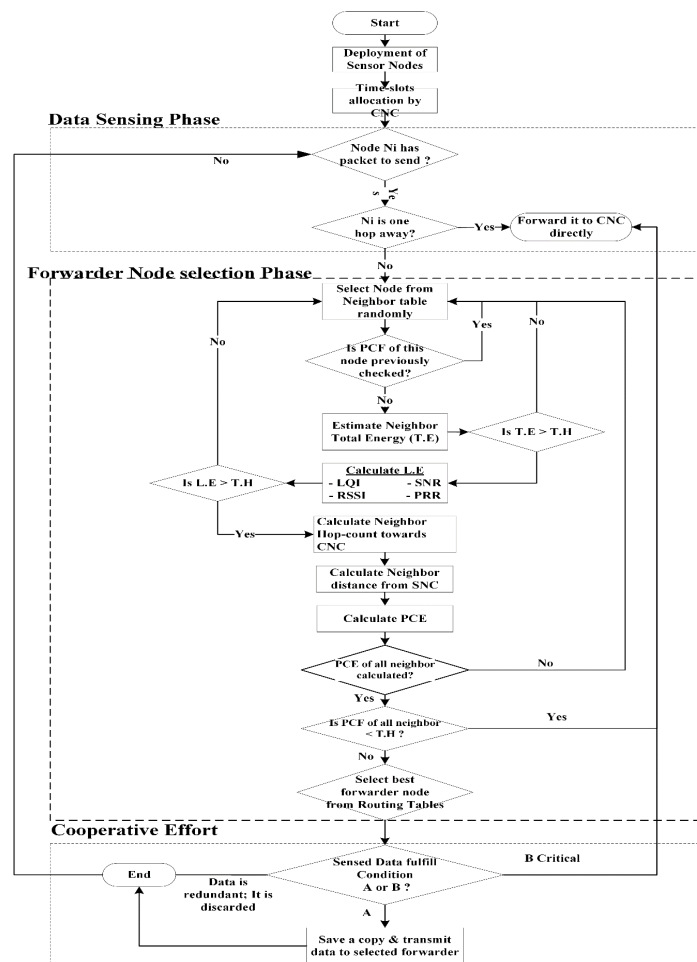 Start
Deployment of
Sensor Nodes
Time-slots
allocation by
CNC
Data Sensing Phase
Node Ni has
packet to send ?
No
Ye
s
Ni is one
hop away?
Yes
Forward it to CNC
directly
No
Forwarder Node selection Phase
Select Node from
Neighbor table
randomly
No
Yes
No
Is PCF of this
node previously
checked?
No
Estimate Neighbor
Total Energy (T.E)
Is T.E > T.H
Is L.E > T.H
Calculate L.E
- LQI - SNR
- RSSI - PRR
Yes
Calculate Neighbor
Hop-count towards
CNC
Calculate Neighbor
distance from SNC
Calculate PCE
PCE of all neighbor
calculated?
No
Yes
Is PCF of all neighbor
< T.H ?
Yes
No
Select best
forwarder node
from Routing Tables
Cooperative Effort
End
Data is
redundant; It is
discarded
Sensed Data fulfill
Condition
A or B ?
B Critical
A
Save a copy & transmit
data to selected forwarder